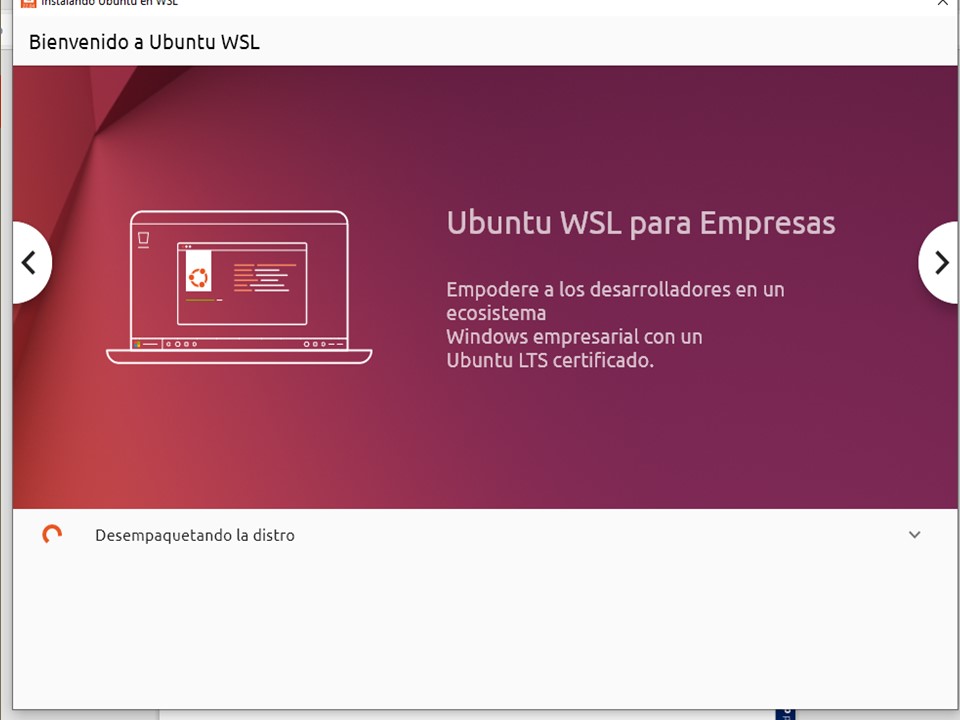 Instalando Ubuntu en WSL
Bienvenido a Ubuntu WSL
Ubuntu WSL para Empresas
Empodere a los desarrolladores en un
ecosistema
Windows empresarial con un
Ubuntu LTS certificado.
Desempaquetando la distro